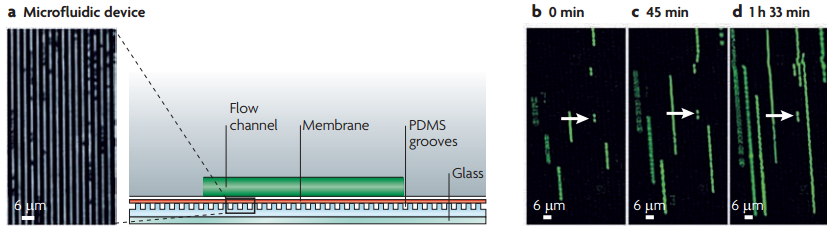 a Microfluidic device
b 0 min
c 45 min
d 1 h 33 min
Flow
channel
Membrane
PDMS
grooves
Glass
6 µm
6 µm
6 µm
6 µm